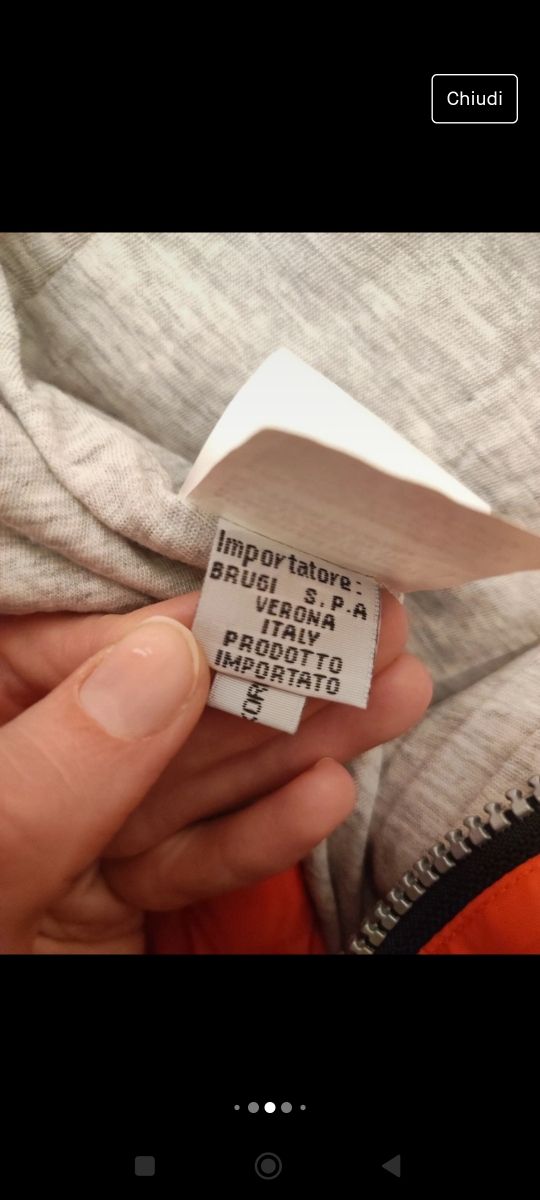 Chiudi
Importatore:
BRUGI S.P.A
VERONA
ITALY
PRODOTTO
IMPORTATO